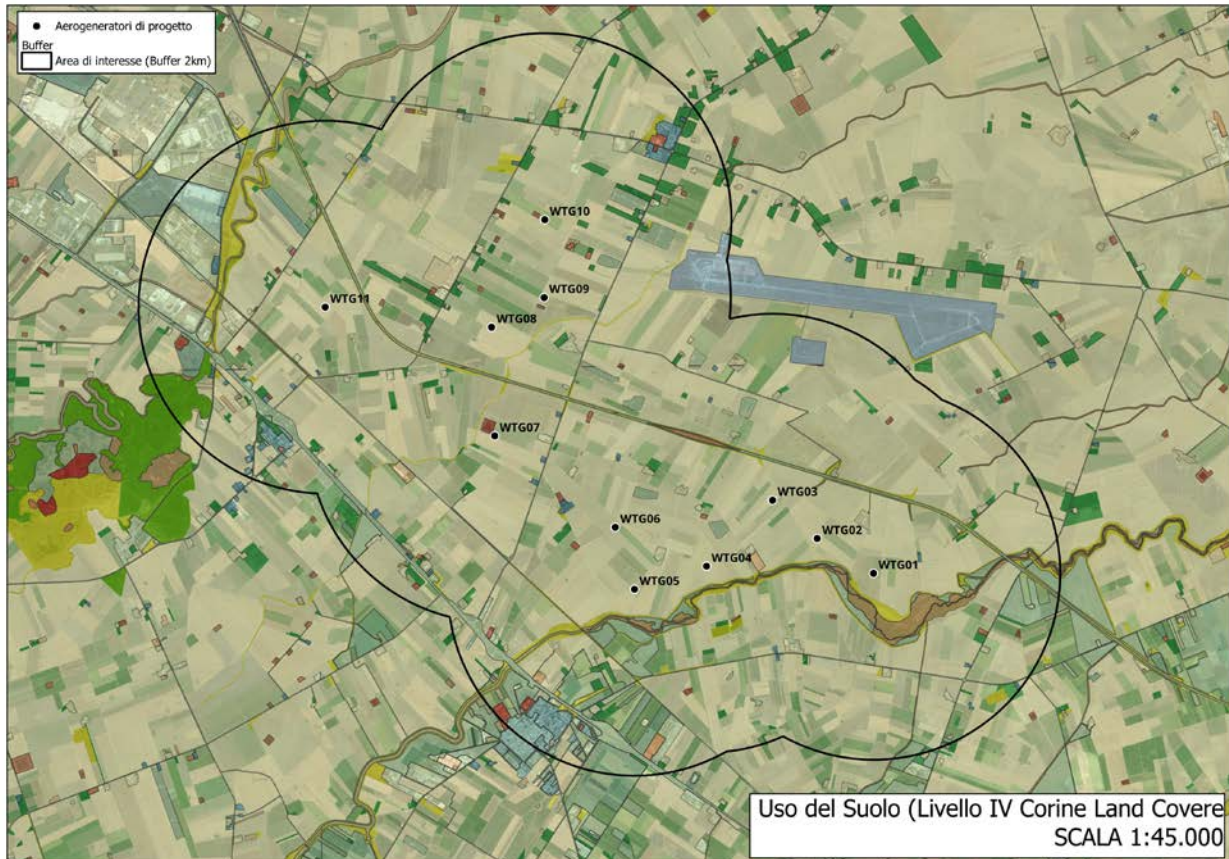 Aerogeneratori di progetto
Buffer
Area di interesse (Buffer 2km)
WTG10
WTG09
WTG11
WTG08
WTG07
WTG03
WTG06
WTG02
WTG04
WTG01
WTG05
Uso del Suolo (Livello IV Corine Land Covere
SCALA 1:45.000